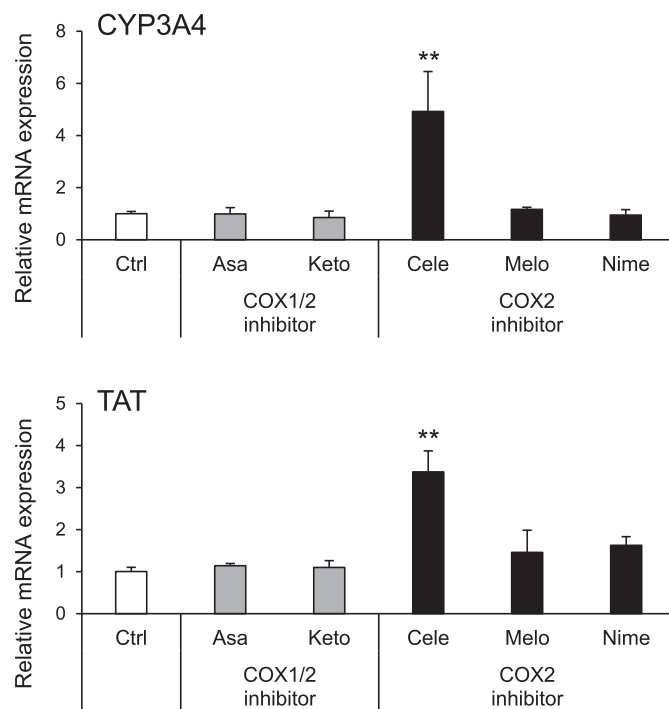 CYP3A4
Relative mRNA expression
8
6
4
2
0
**
Ctrl Asa Keto Cele Melo Nime
COX1/2 inhibitor
COX2 inhibitor
TAT
Relative mRNA expression
5
4
3
2
1
0
**
Ctrl Asa Keto Cele Melo Nime
COX1/2 inhibitor
COX2 inhibitor